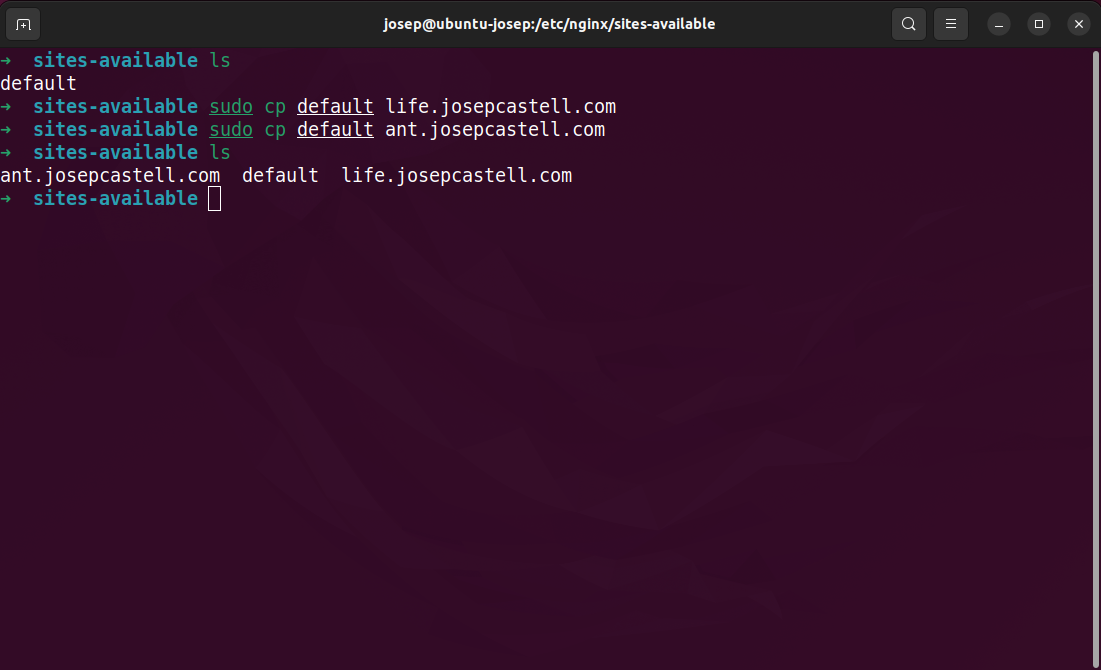 josep@ubuntu-josep:/etc/nginx/sites-available
➜  sites-available ls
default
➜  sites-available sudo cp default life.josepcastell.com
➜  sites-available sudo cp default ant.josepcastell.com
➜  sites-available ls
ant.josepcastell.com  default  life.josepcastell.com
➜  sites-available